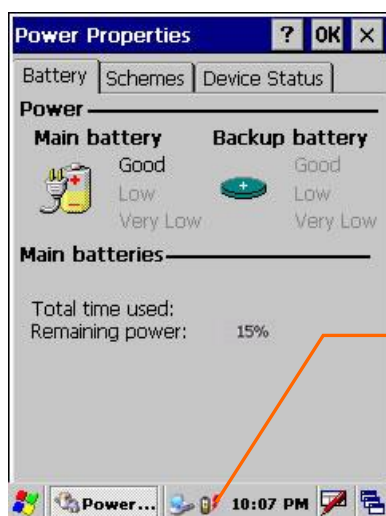 Power Properties ? OK ×
Battery Schemes Device Status
Power
Main battery Backup battery
Good Good
Low Low
Very Low Very Low
Main batteries
Total time used:
Remaining power: 15%
Power... 10:07 PM